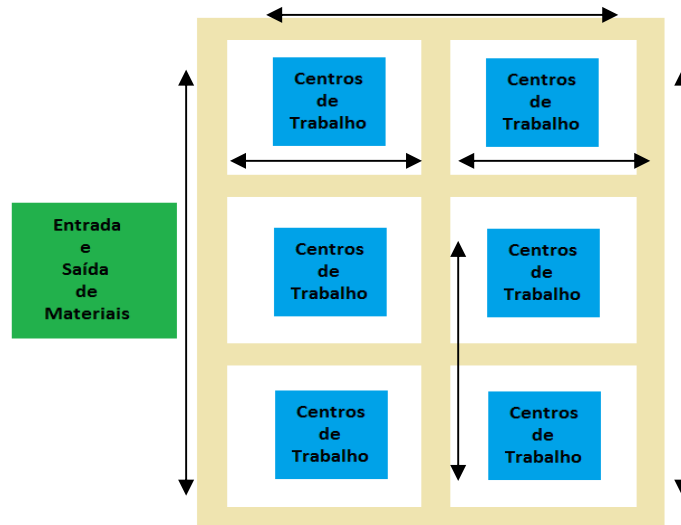 Centros
de
Trabalho
Centros
de
Trabalho
Entrada
e
Saída
de
Materiais
Centros
de
Trabalho
Centros
de
Trabalho
Centros
de
Trabalho
Centros
de
Trabalho